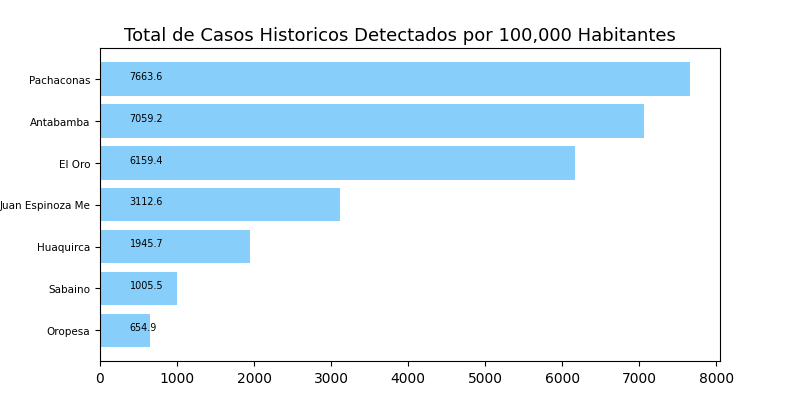 Total de Casos Historicos Detectados por 100,000 Habitantes
Pachaconas 7663.6
Antabamba 7059.2
El Oro 6159.4
Juan Espinoza Me 3112.6
Huaquirca 1945.7
Sabaino 1005.5
Oropesa 654.9
0 1000 2000 3000 4000 5000 6000 7000 8000